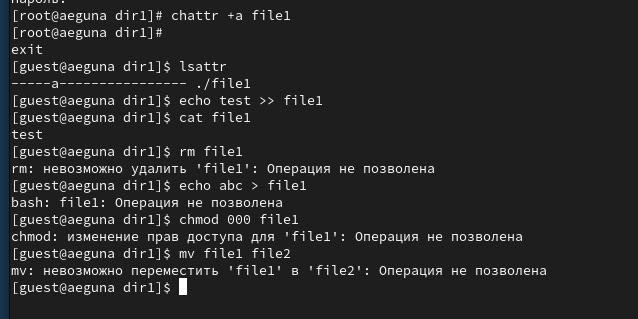 пароль:
[root@aeguna dir1]# chattr +a file1
[root@aeguna dir1]#
exit
[guest@aeguna dir1]$ lsattr
-----a---------------- ./file1
[guest@aeguna dir1]$ echo test >> file1
[guest@aeguna dir1]$ cat file1
test
[guest@aeguna dir1]$ rm file1
rm: невозможно удалить 'file1': Операция не позволена
[guest@aeguna dir1]$ echo abc > file1
bash: file1: Операция не позволена
[guest@aeguna dir1]$ chmod 000 file1
chmod: изменение прав доступа для 'file1': Операция не позволена
[guest@aeguna dir1]$ mv file1 file2
mv: невозможно переместить 'file1' в 'file2': Операция не позволена
[guest@aeguna dir1]$